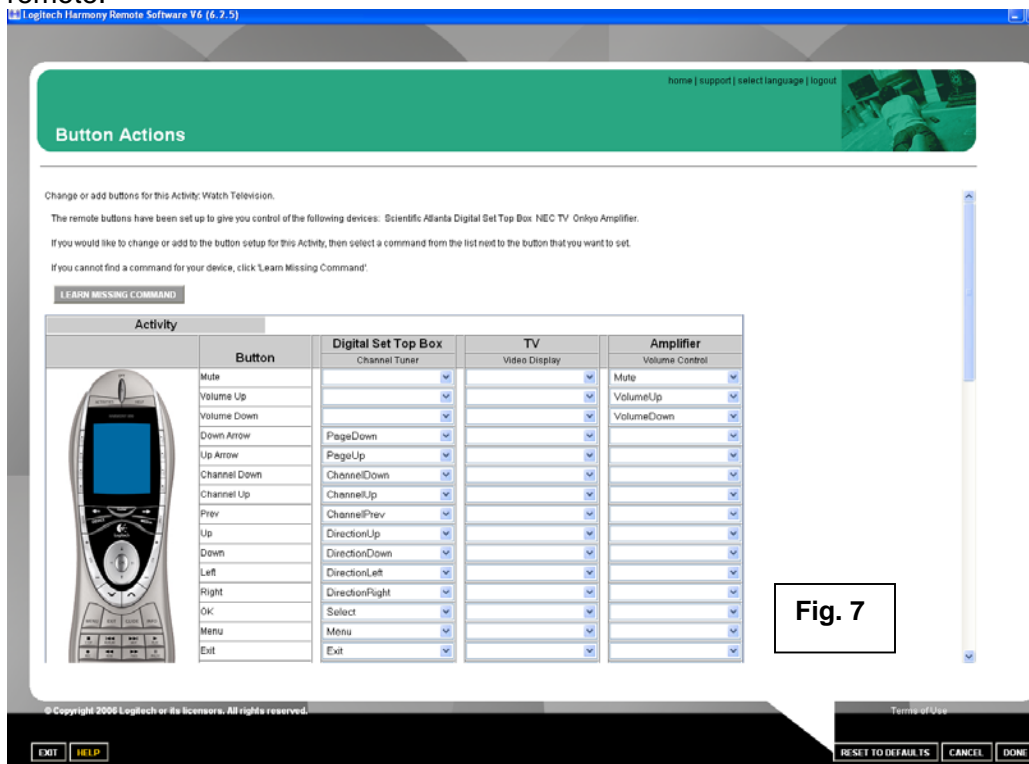 remote.
Logitech Harmony Remote Software V6 (6.2.5)
home | support | select language | logout
Button Actions
Change or add buttons for this Activity: Watch Television.
The remote buttons have been set up to give you control of the following devices: Scientific Atlanta Digital Set Top Box NEC TV Onkyo Amplifier.
If you would like to change or add to the button setup for this Activity, then select a command from the list next to the button that you want to set.
If you cannot find a command for your device, click 'Learn Missing Command'.
LEARN MISSING COMMAND
Activity
Button Digital Set Top Box TV Amplifier
Channel Tuner Video Display Volume Control
Mute Mute
Volume Up VolumeUp
Volume Down VolumeDown
Down Arrow PageDown
Up Arrow PageUp
Channel Down ChannelDown
Channel Up ChannelUp
Prev ChannelPrev
Up DirectionUp
Down DirectionDown
Left DirectionLeft
Right DirectionRight
OK Select
Menu Menu
Exit Exit
Fig. 7
© Copyright 2006 Logitech or its licensors. All rights reserved.
Terms of Use
EXIT HELP RESET TO DEFAULTS CANCEL DONE